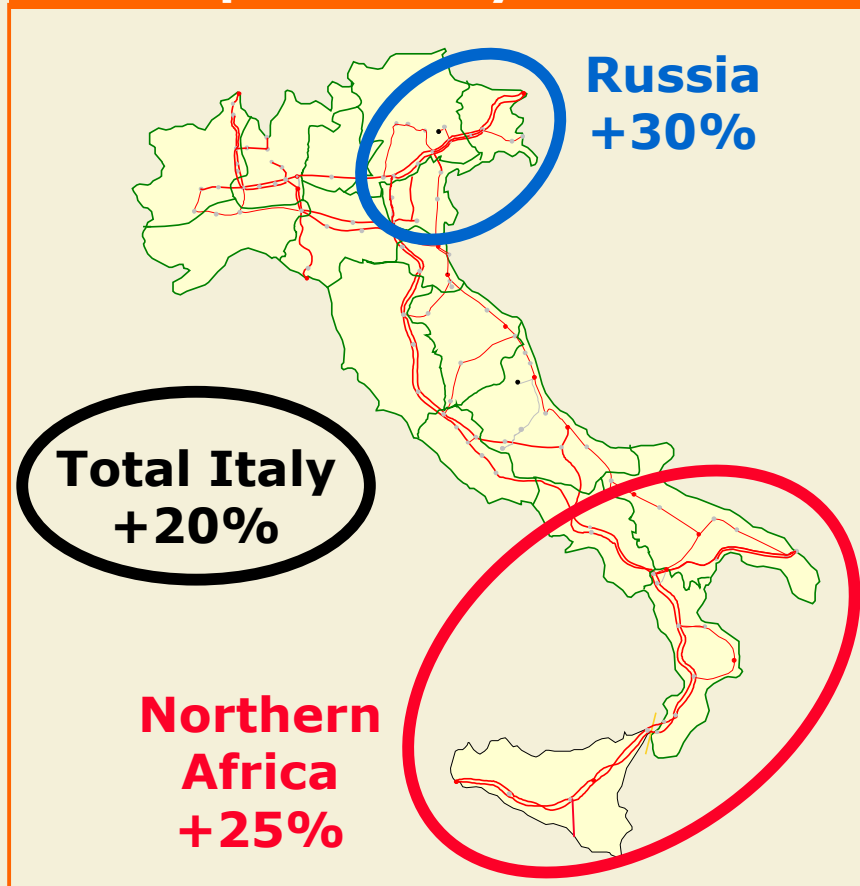 Russia
+30%
Total Italy
+20%
Northern
Africa
+25%